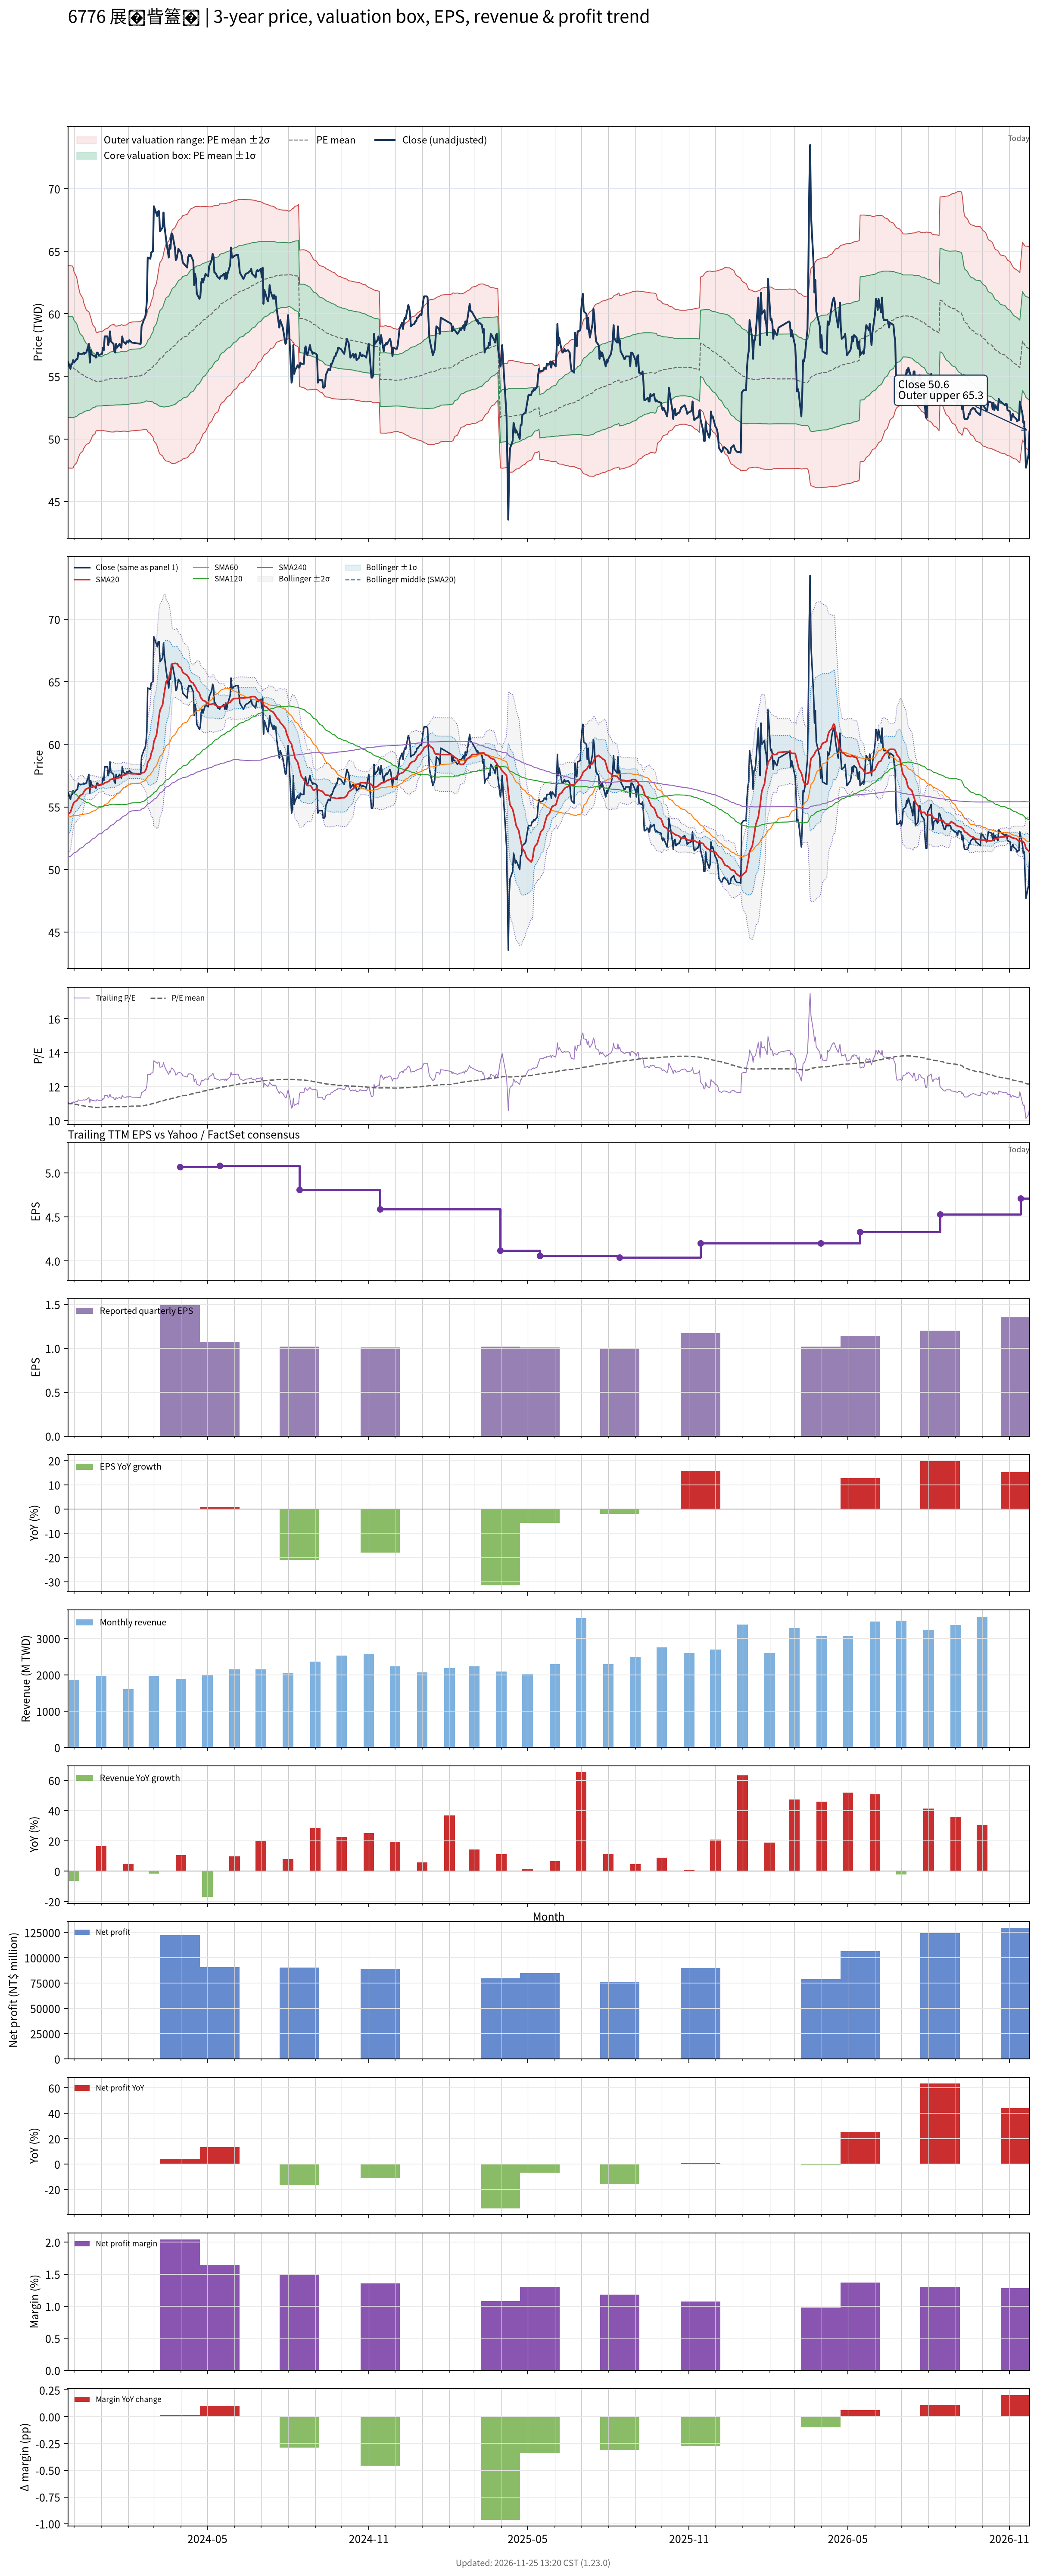 6776 展�皆蓋� | 3-year price, valuation box, EPS, revenue & profit trend
Outer valuation range: PE mean ±2σ
Core valuation box: PE mean ±1σ
PE mean
Close (unadjusted)
Today
Price (TWD)
70
65
60
55
50
45
Close 50.6
Outer upper 65.3
Close (same as panel 1)
SMA20
SMA60
SMA120
SMA240
Bollinger ±2σ
Bollinger ±1σ
Bollinger middle (SMA20)
Price
70
65
60
55
50
45
Trailing P/E
P/E mean
P/E
16
14
12
10
Trailing TTM EPS vs Yahoo / FactSet consensus
Today
EPS
5.0
4.5
4.0
Reported quarterly EPS
EPS
1.5
1.0
0.5
0.0
EPS YoY growth
YoY (%)
20
10
0
-10
-20
-30
Monthly revenue
Revenue (M TWD)
3000
2000
1000
0
Revenue YoY growth
YoY (%)
60
40
20
0
-20
Month
Net profit
Net profit (NT$ million)
125000
100000
75000
50000
25000
0
Net profit YoY
YoY (%)
60
40
20
0
-20
Net profit margin
Margin (%)
2.0
1.5
1.0
0.5
0.0
Margin YoY change
Δ margin (pp)
0.25
0.00
-0.25
-0.50
-0.75
-1.00
2024-05
2024-11
2025-05
2025-11
2026-05
2026-11
Updated: 2026-11-25 13:20 CST (1.23.0)